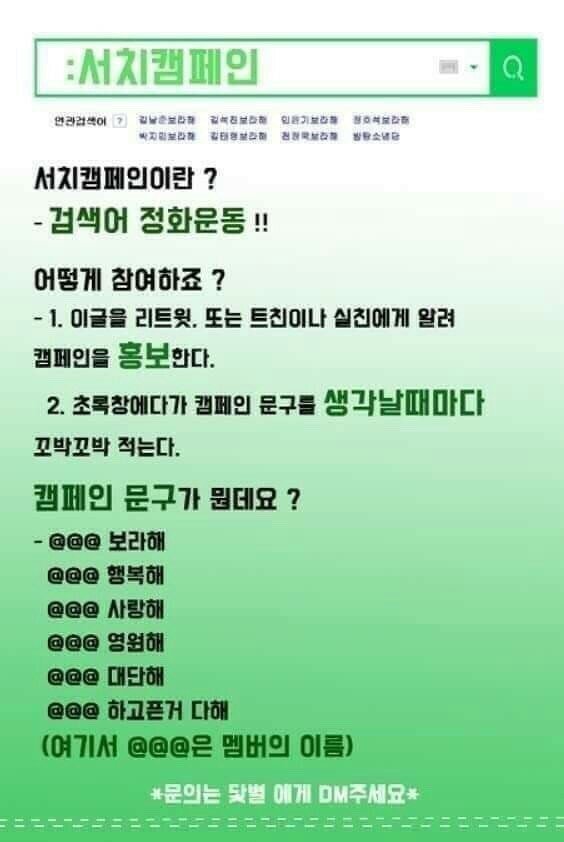 :서치캠페인
연관검색어 ? 김남준보라해 김석진보라해 민윤기보라해 정호석보라해
박지민보라해 김태형보라해 전정국보라해 방탄소년단
서치캠페인이란 ?
- 검색어 정화운동 !!
어떻게 참여하죠 ?
- 1. 이글을 리트윗, 또는 트친이나 실친에게 알려
캠페인을 홍보한다.
2. 초록창에다가 캠페인 문구를 생각날때마다
꼬박꼬박 적는다.
캠페인 문구가 뭔데요 ?
- @@@ 보라해
@@@ 행복해
@@@ 사랑해
@@@ 영원해
@@@ 대단해
@@@ 하고픈거 다해
(여기서 @@@은 멤버의 이름)
*문의는 닻별 에게 DM주세요*